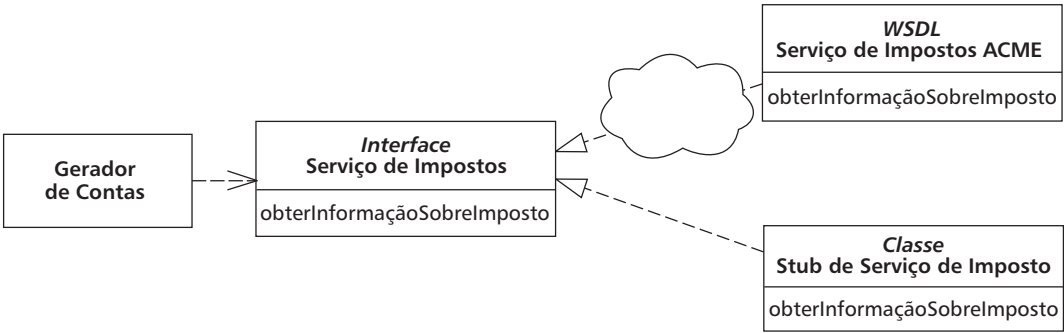 WSDL
Serviço de Impostos ACME
obterInformaçãoSobreImposto
Interface
Serviço de Impostos
obterInformaçãoSobreImposto
Gerador
de Contas
Classe
Stub de Serviço de Imposto
obterInformaçãoSobreImposto